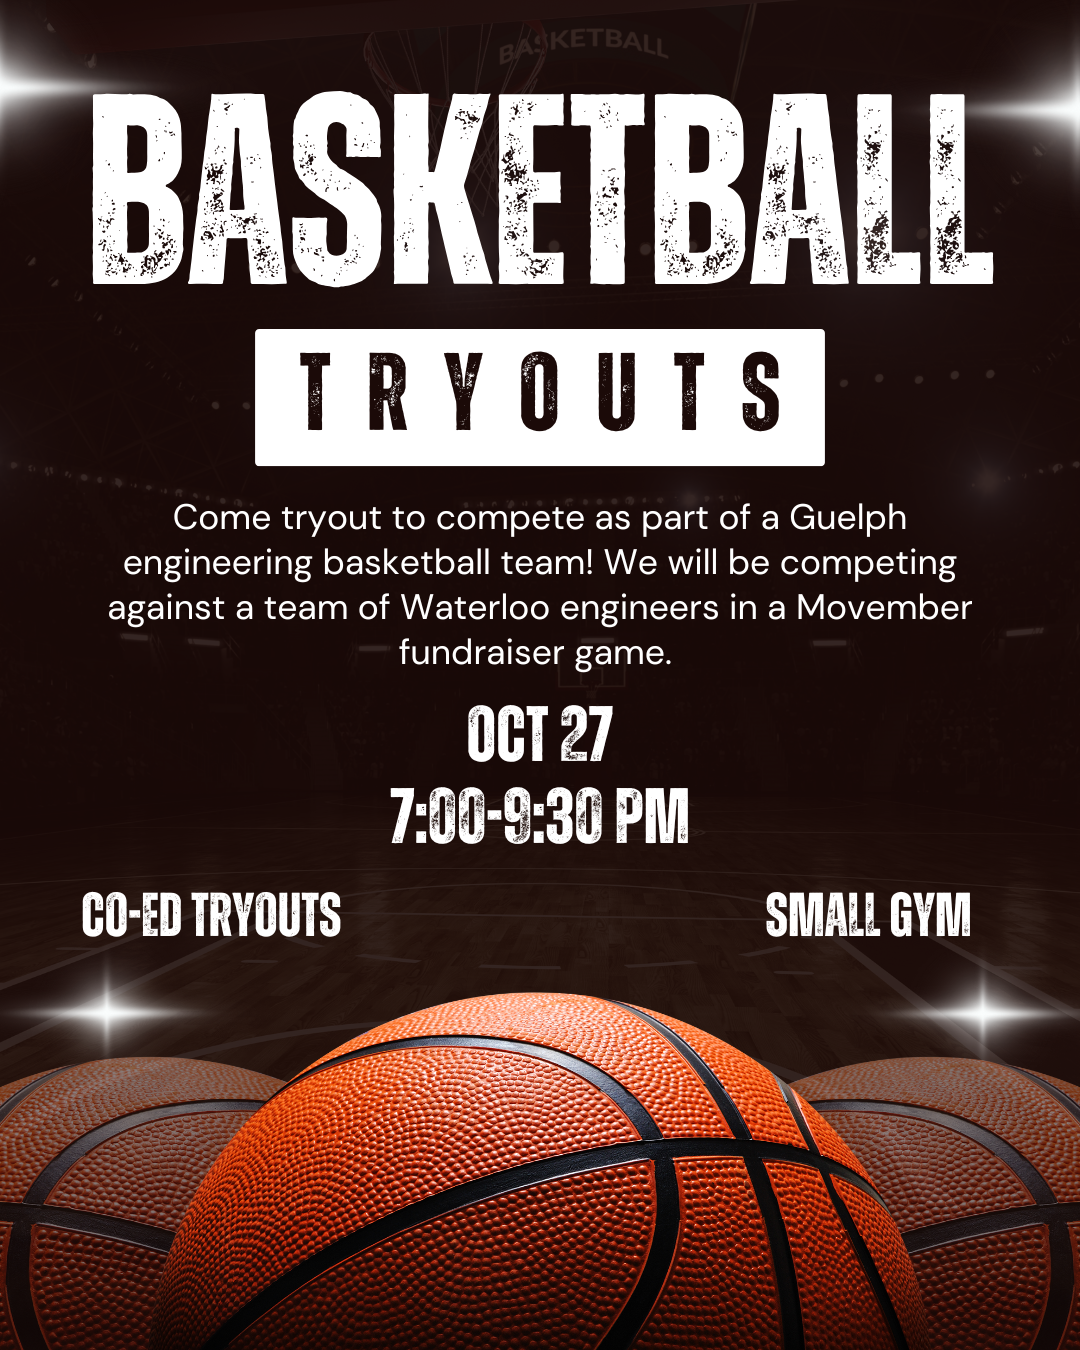 BASKETBALL
BASKETBALL
TRYOUTS
Come tryout to compete as part of a Guelph
engineering basketball team! We will be competing
against a team of Waterloo engineers in a Movember
fundraiser game.
OCT 27
7:00-9:30 PM
CO-ED TRYOUTS
SMALL GYM